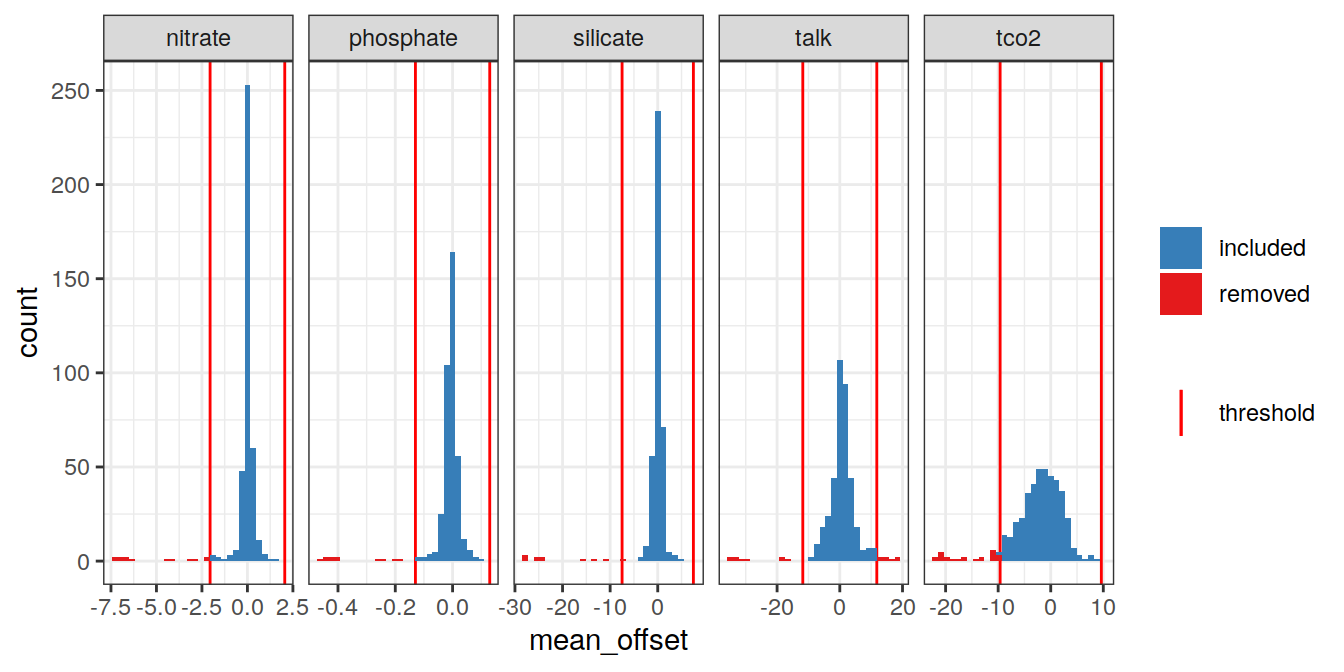 nitrate phosphate silicate talk tco2
250
200
150
100
50
0
count
-7.5 -5.0 -2.5 0.0 2.5 -0.4 -0.2 0.0 -30 -20 -10 0 -20 0 20 -20 -10 0 10
mean_offset
included
removed
threshold